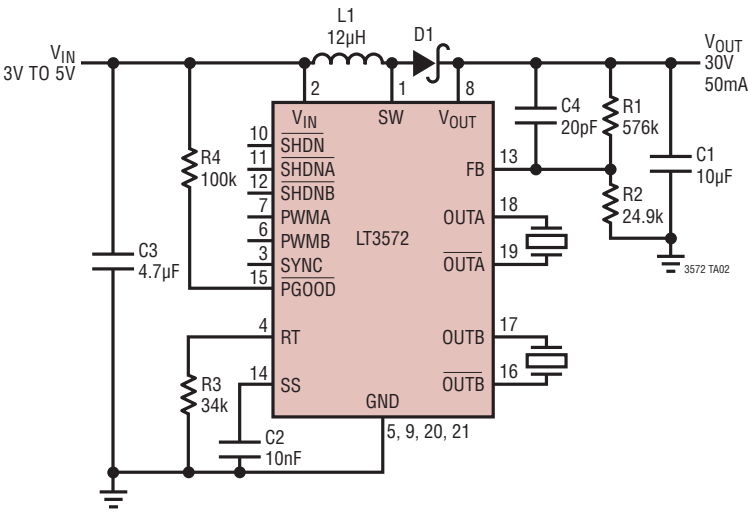 L1
12µH
D1
VIN
3V TO 5V
VOUT
30V
50mA
2
1
8
VIN
SW
VOUT
C4
20pF
R1
576k
C1
10µF
R4
100k
10
SHDN
11
SHDNA
12
SHDNB
7
PWMA
6
PWMB
3
SYNC
15
PGOOD
4
RT
14
SS
LT3572
FB
13
OUTA
18
OUTA
19
OUTB
17
OUTB
16
R2
24.9k
3572 TA02
C3
4.7µF
R3
34k
C2
10nF
GND
5, 9, 20, 21